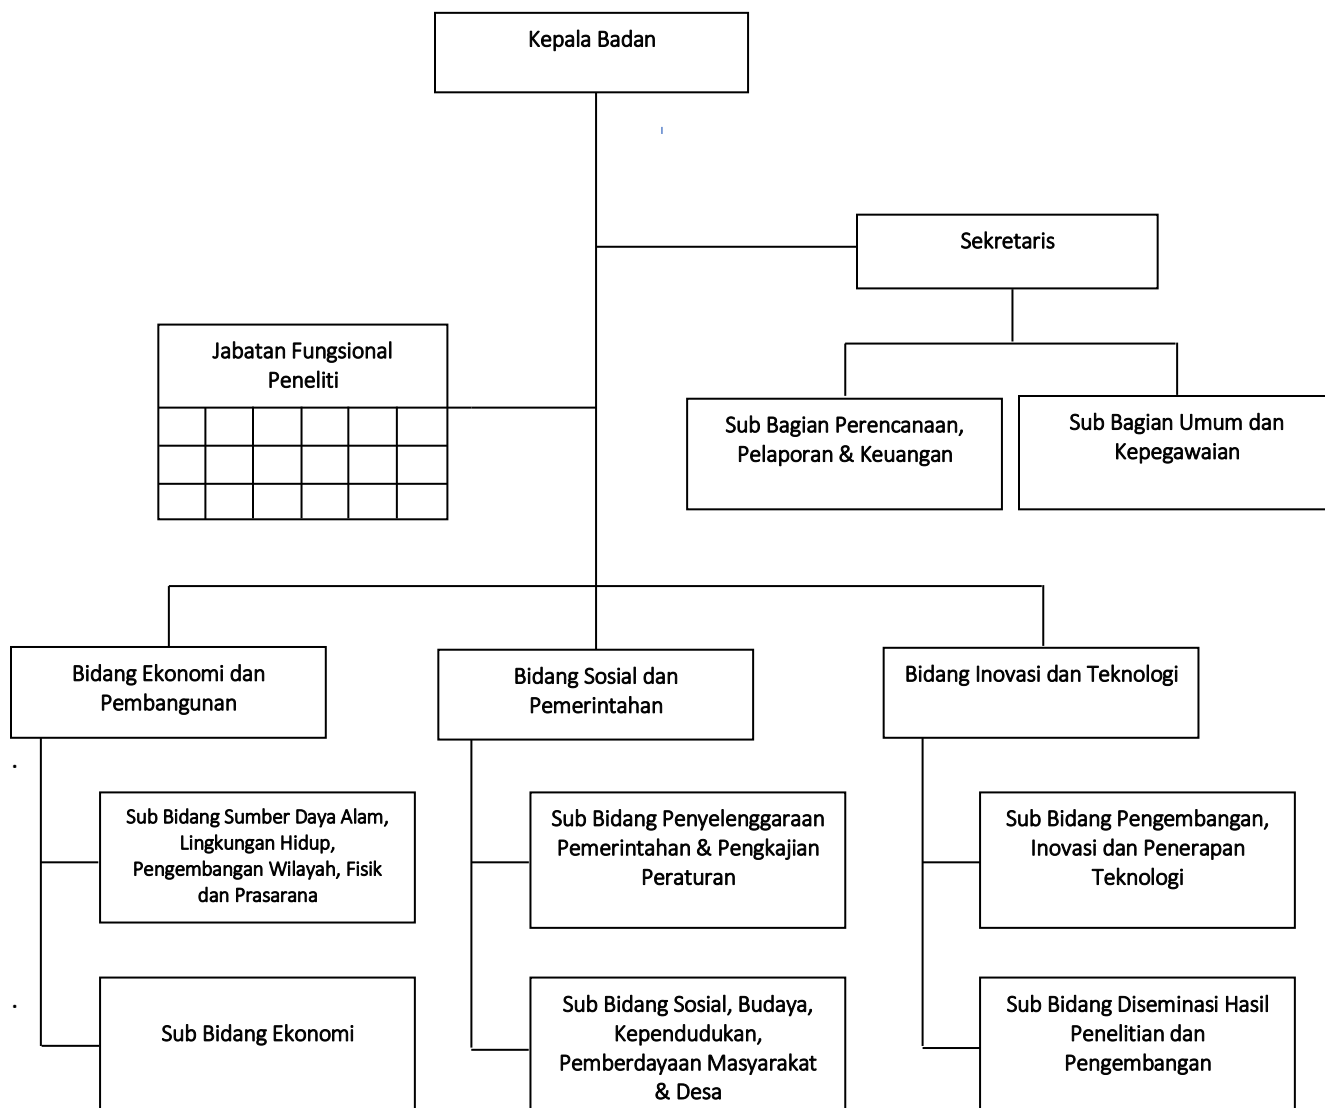 Kepala Badan
Sekretaris
Jabatan Fungsional
Peneliti
Sub Bagian Perencanaan,
Pelaporan & Keuangan
Sub Bagian Umum dan
Kepegawaian
Bidang Ekonomi dan
Pembangunan
Bidang Sosial dan
Pemerintahan
Bidang Inovasi dan Teknologi
Sub Bidang Sumber Daya Alam,
Lingkungan Hidup,
Pengembangan Wilayah, Fisik
dan Prasarana
Sub Bidang Penyelenggaraan
Pemerintahan & Pengkajian
Peraturan
Sub Bidang Pengembangan,
Inovasi dan Penerapan
Teknologi
Sub Bidang Ekonomi
Sub Bidang Sosial, Budaya,
Kependudukan,
Pemberdayaan Masyarakat
& Desa
Sub Bidang Diseminasi Hasil
Penelitian dan
Pengembangan